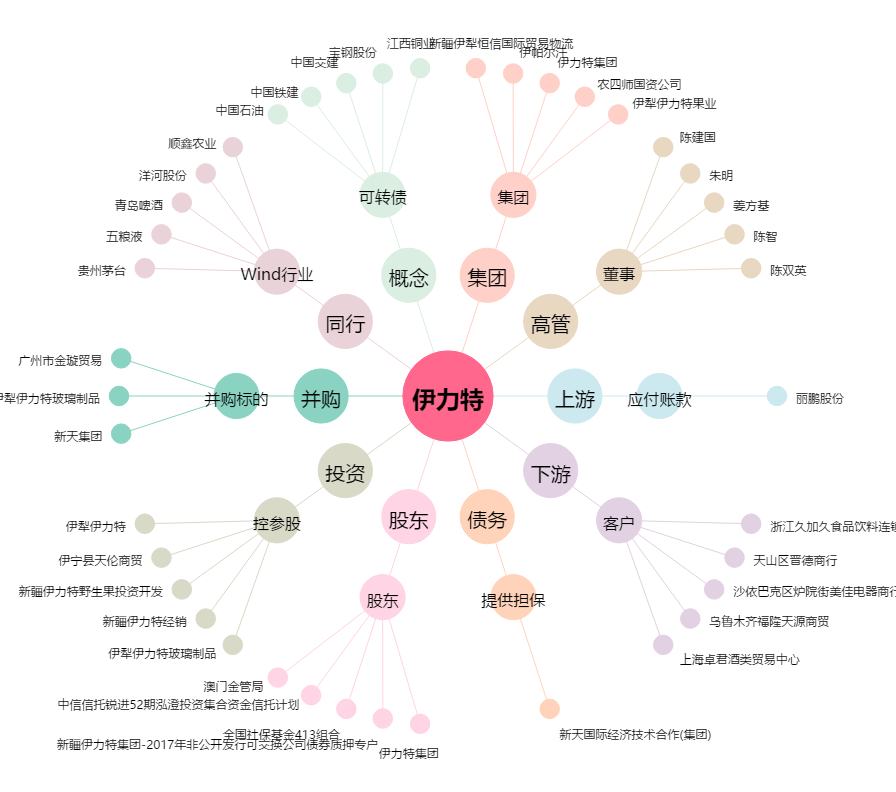 江西铜业
新疆伊犁恒信国际贸易物流
宝钢股份
伊帕尔汗
中国交建
伊力特集团
中国铁建
农四师国资公司
中国石油
伊犁伊力特果业
顺鑫农业
陈建国
洋河股份
朱明
青岛啤酒
姜方基
五粮液
陈智
贵州茅台
陈双英
可转债
集团
Wind行业
董事
概念
集团
同行
高管
广州市金璇贸易
伊犁伊力特玻璃制品
新天集团
并购标的
并购
伊力特
上游
应付账款
丽鹏股份
投资
下游
股东
债务
控参股
客户
伊犁伊力特
浙江久加久食品饮料连锁
伊宁县天伦商贸
天山区晋德商行
新疆伊力特野生果投资开发
沙依巴克区炉院街美佳电器商行
新疆伊力特经销
乌鲁木齐福隆天源商贸
伊犁伊力特玻璃制品
上海卓君酒类贸易中心
股东
提供担保
澳门金管局
中信信托锐进52期泓澄投资集合资金信托计划
全国社保基金413组合
新疆伊力特集团-2017年非公开发行可交换公司债券质押专户
伊力特集团
新天国际经济技术合作(集团)